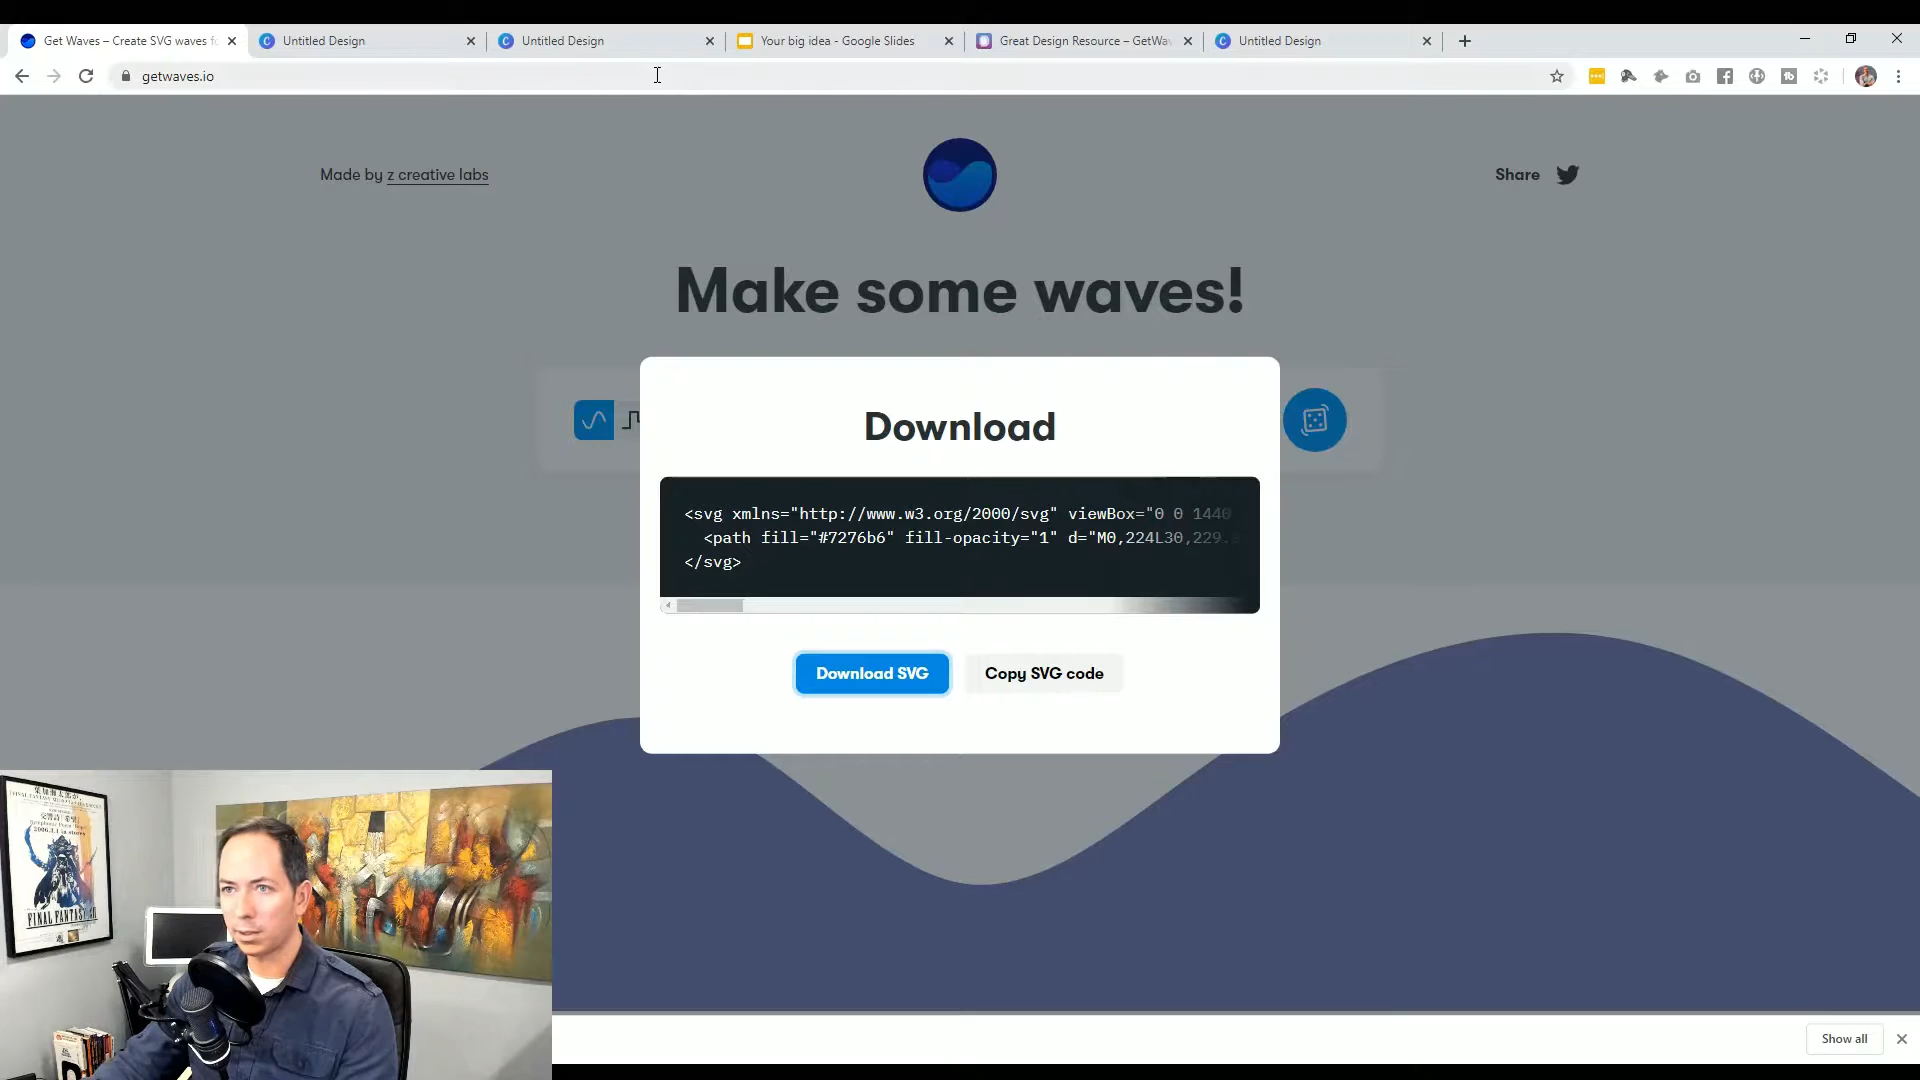 Get Waves – Create SVG waves fo
Untitled Design
Untitled Design
Your big idea - Google Slides
Great Design Resource – GetWav
Untitled Design
getwaves.io
Made by z creative labs
Share
Make some waves!
Download
<svg xmlns="http://www.w3.org/2000/svg" viewBox="0 0 1440
<path fill="#7276b6" fill-opacity="1" d="M0,224L30,229.
</svg>
Download SVG
Copy SVG code
FINAL FANTASY
Show all